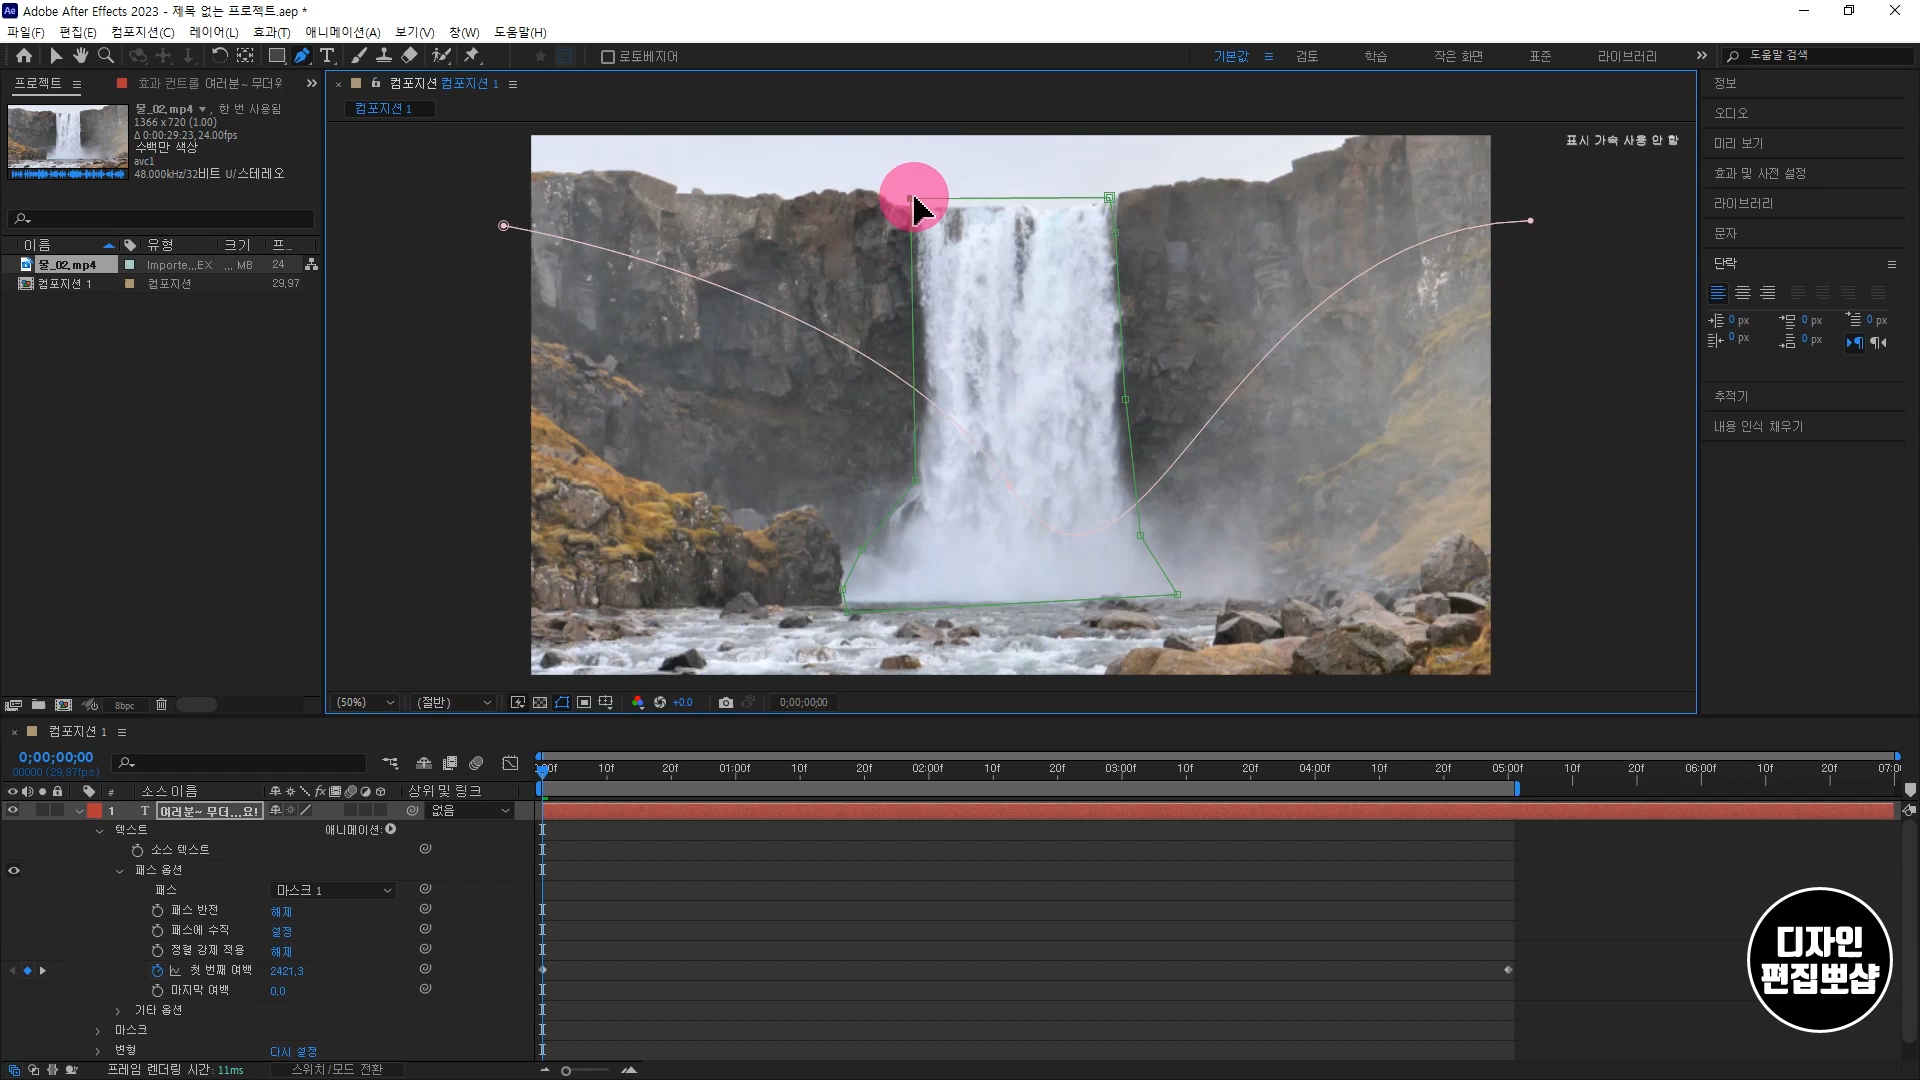 Adobe After Effects 2023 - 제목 없는 프로젝트.aep *
파일(F) 편집(E) 컴포지션(C) 레이어(L) 효과(T) 애니메이션(A) 보기(V) 창(W) 도움말(H)
로토베지어
기본값 검토 학습 작은 화면 표준 라이브러리 도움말 검색
프로젝트 효과 컨트롤 여러분~ 무더우
물_02.mp4, 한 번 사용됨
1366 x 720 (1.00)
Δ 0:00:29:23, 24.00fps
수백만 색상
avc1
48.000kHz/32비트 U/스테레오
이름 유형 크기 프...
물_02.mp4 Importe...EX ... MB 24
컴포지션 1 컴포지션 29,97
8bpc
컴포지션 컴포지션 1
컴포지션 1
표시 가속 사용 안 함
(50%) (절반) +0.0 0;00;00;00
정보
오디오
미리 보기
효과 및 사전 설정
라이브러리
문자
단락
0 px 0 px 0 px
0 px 0 px
추적기
내용 인식 채우기
컴포지션 1
0;00;00;00
00000 (29.97fps)
:00f 10f 20f 01:00f 10f 20f 02:00f 10f 20f 03:00f 10f 20f 04:00f 10f 20f 05:00f 10f 20f 06:00f 10f 20f 07:0
# 소스 이름 fx 상위 및 링크
1 T 여러분~ 무더...요! 없음
텍스트 애니메이션:
소스 텍스트
패스 옵션
패스 마스크 1
패스 반전 해제
패스에 수직 설정
정렬 강제 적용 해제
첫 번째 여백 2421,3
마지막 여백 0,0
기타 옵션
마스크
변형 다시 설정
프레임 렌더링 시간: 11ms 스위치/모드 전환
디자인
편집뽀샵